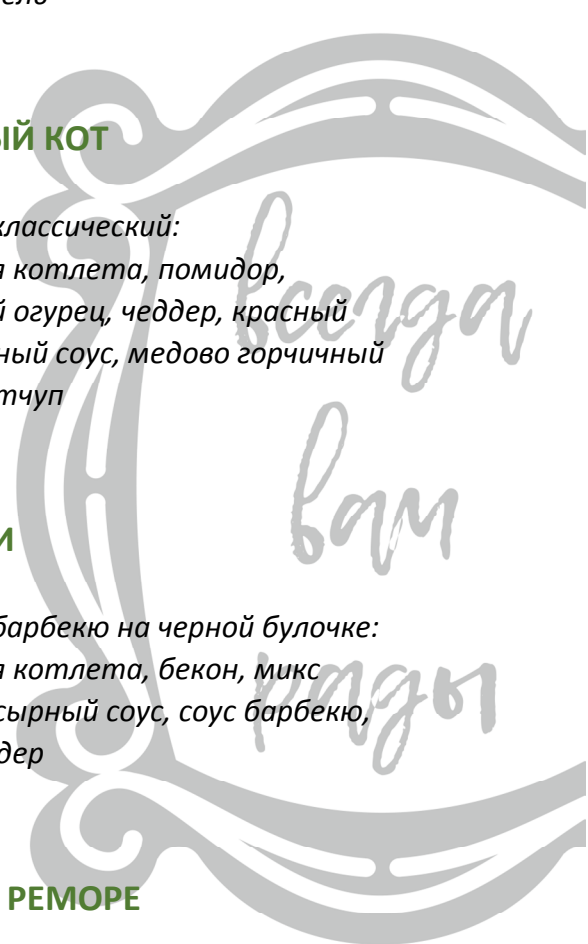 ЫЙ КОТ
классический:
я котлета, помидор,
й огурец, чеддер, красный
ный соус, медово горчичный
тчуп
всегда
вам
И
барбекю на черной булочке:
я котлета, бекон, микс
сырный соус, соус барбекю,
дер
рады
РЕМОРЕ